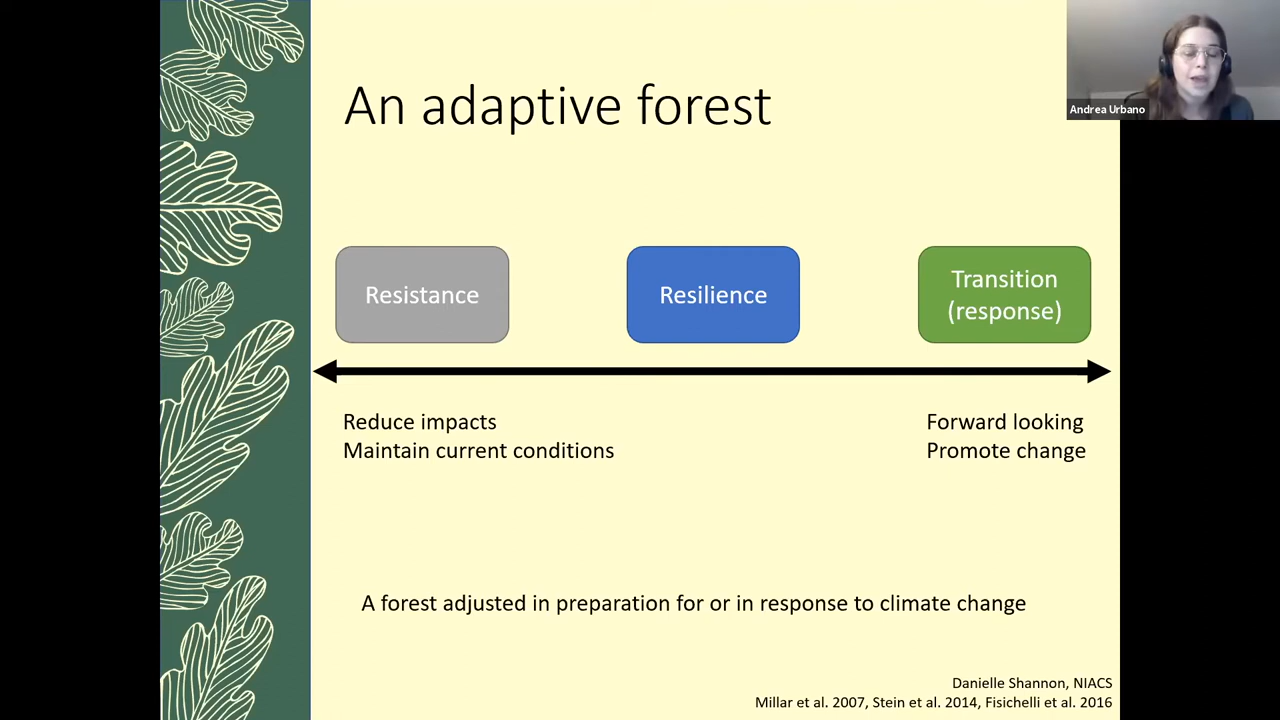 An adaptive forest
Andrea Urbano
Resistance
Resilience
Transition
(response)
Reduce impacts
Maintain current conditions
Forward looking
Promote change
A forest adjusted in preparation for or in response to climate change
Danielle Shannon, NIACS
Millar et al. 2007, Stein et al. 2014, Fisichelli et al. 2016